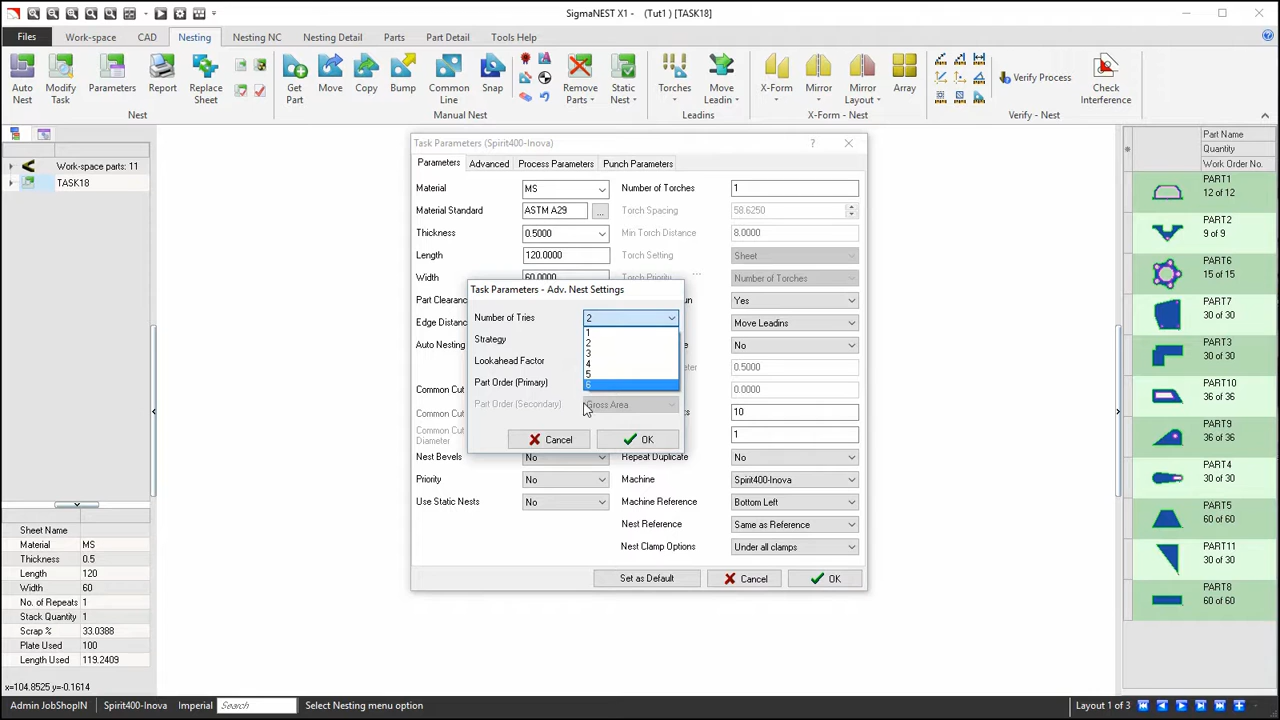 SigmaNEST X1 - (Tut1 ) [TASK18]
Files
Work-space
CAD
Nesting
Nesting NC
Nesting Detail
Parts
Part Detail
Tools Help
Auto Nest
Modify Task
Parameters
Report
Replace Sheet
Get Part
Move
Copy
Bump
Common Line
Snap
Remove Parts
Static Nest
Torches
Move Leadin
X-Form
Mirror
Mirror Layout
Array
Verify Process
Check Interference
Nest
Manual Nest
Leadins
X-Form - Nest
Verify - Nest
Work-space parts: 11
TASK18
Task Parameters (Spirit400-Inova)
?
Parameters
Advanced
Process Parameters
Punch Parameters
Material MS
Number of Torches 1
Material Standard ASTM A29 ...
Torch Spacing 58.6250
Thickness 0.5000
Min Torch Distance 8.0000
Length 120.0000
Torch Setting Sheet
Width 60.0000
Torch Priority Number of Torches
Part Clearanc
un Yes
Edge Distanc
Move Leadins
Auto Nesting
No
0.5000
Common Cut
0.0000
Common Cut
10
Common Cut Diameter
1
Nest Bevels No
Repeat Duplicate No
Priority No
Machine Spirit400-Inova
Use Static Nests No
Machine Reference Bottom Left
Nest Reference Same as Reference
Nest Clamp Options Under all clamps
Set as Default
Cancel
OK
Task Parameters - Adv. Nest Settings
Number of Tries 2
1
2
3
4
5
6
Strategy
Lookahead Factor
Part Order (Primary)
Part Order (Secondary) Gross Area
Cancel
OK
Part Name
Quantity
Work Order No.
PART1
12 of 12
PART2
9 of 9
PART6
15 of 15
PART7
30 of 30
PART3
30 of 30
PART10
36 of 36
PART9
36 of 36
PART4
30 of 30
PART5
60 of 60
PART11
30 of 30
PART8
60 of 60
Sheet Name
Material MS
Thickness 0.5
Length 120
Width 60
No. of Repeats 1
Stack Quantity 1
Scrap % 33.0388
Plate Used 100
Length Used 119.2409
x=104.8525 y=-0.1614
Admin JobShopIN
Spirit400-Inova
Imperial
Search
Select Nesting menu option
Layout 1 of 3